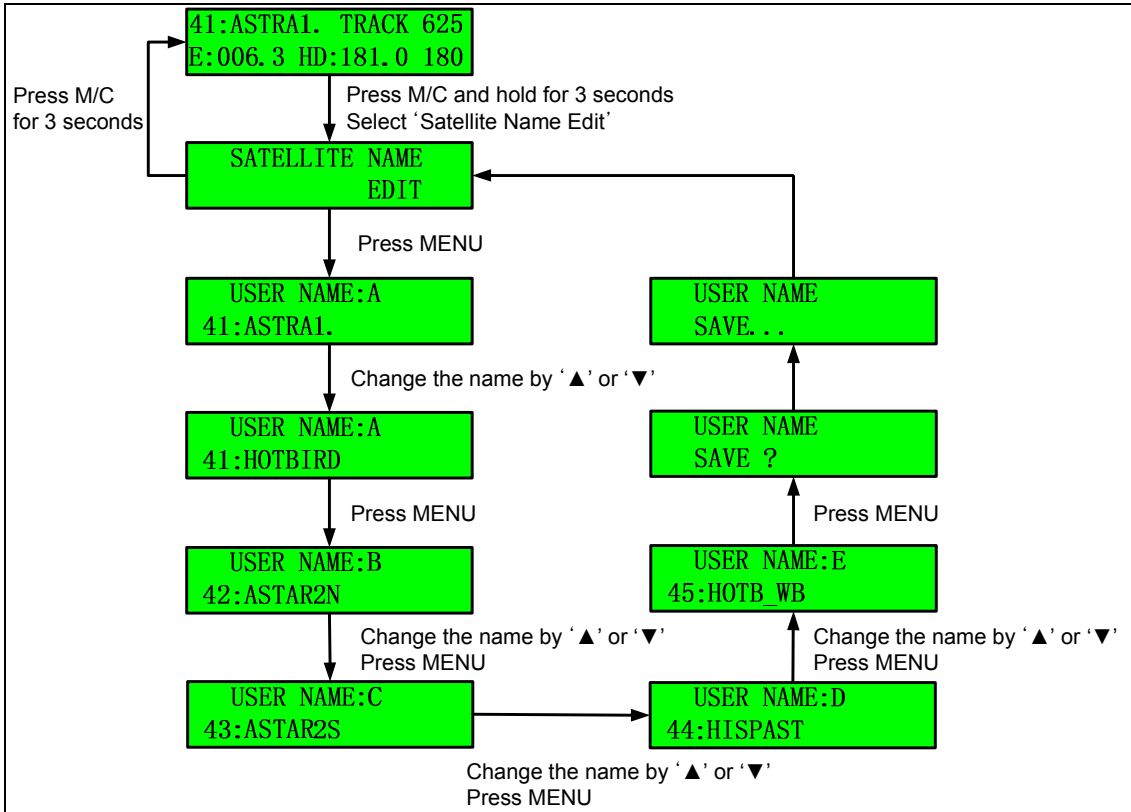 41:ASTRA1. TRACK 625
E:006.3 HD:181.0 180
Press M/C
for 3 seconds
Press M/C and hold for 3 seconds
Select ‘Satellite Name Edit’
SATELLITE NAME
EDIT
Press MENU
USER NAME:A
41:ASTRA1.
Change the name by ‘▲’ or ‘▼’
USER NAME:A
41:HOTBIRD
Press MENU
USER NAME:B
42:ASTAR2N
Change the name by ‘▲’ or ‘▼’
Press MENU
USER NAME:C
43:ASTAR2S
Change the name by ‘▲’ or ‘▼’
Press MENU
USER NAME:D
44:HISPAST
Change the name by ‘▲’ or ‘▼’
Press MENU
USER NAME:E
45:HOTB_WB
Press MENU
USER NAME
SAVE ?
USER NAME
SAVE...